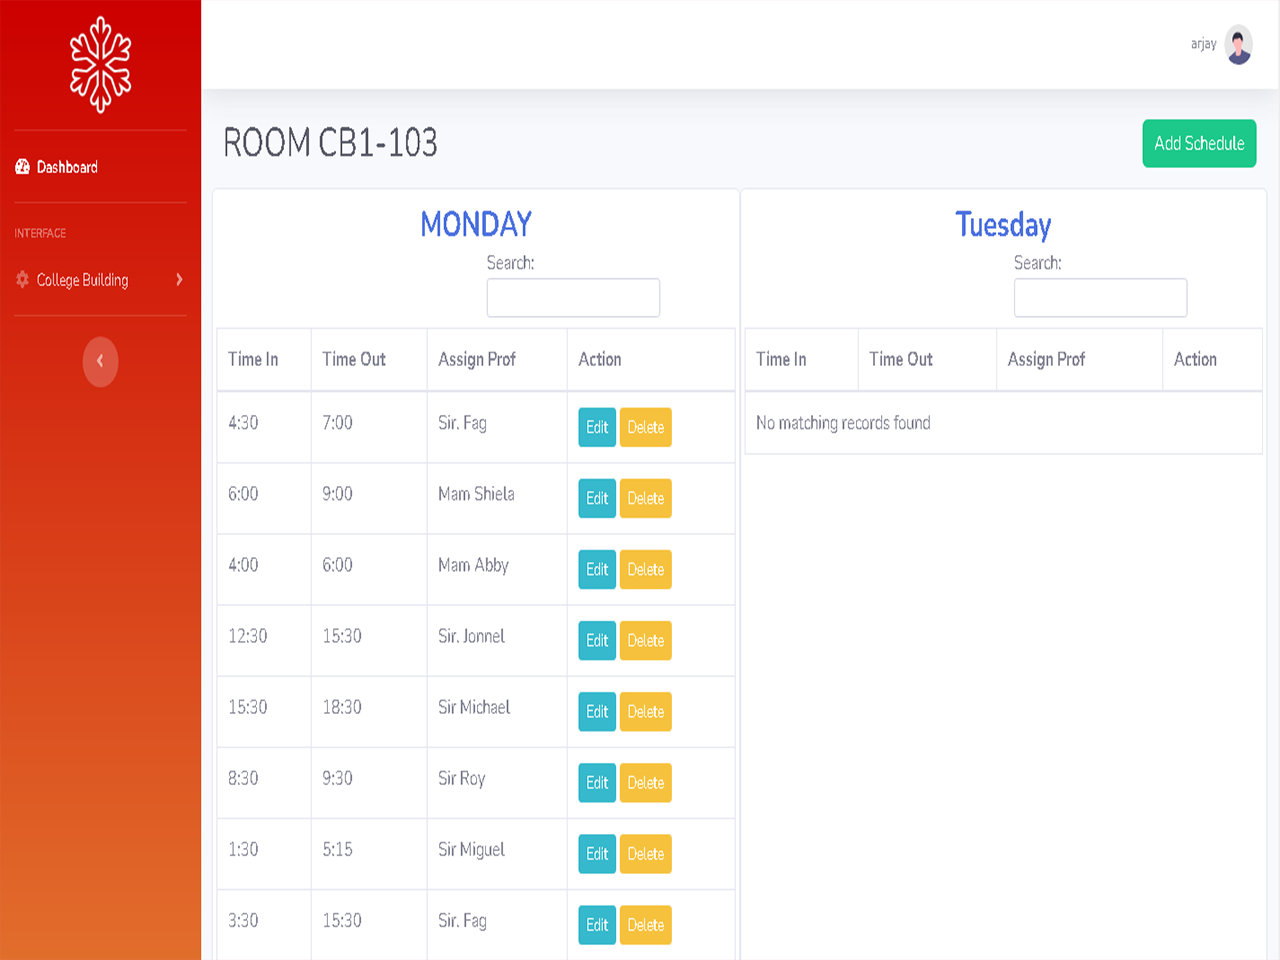 arjay
Dashboard
INTERFACE
College Building
ROOM CB1-103
Add Schedule
MONDAY
Search:
Time In Time Out Assign Prof Action
4:30 7:00 Sir. Fag Edit Delete
6:00 9:00 Mam Shiela Edit Delete
4:00 6:00 Mam Abby Edit Delete
12:30 15:30 Sir. Jonnel Edit Delete
15:30 18:30 Sir Michael Edit Delete
8:30 9:30 Sir Roy Edit Delete
1:30 5:15 Sir Miguel Edit Delete
3:30 15:30 Sir. Fag Edit Delete
Tuesday
Search:
Time In Time Out Assign Prof Action
No matching records found